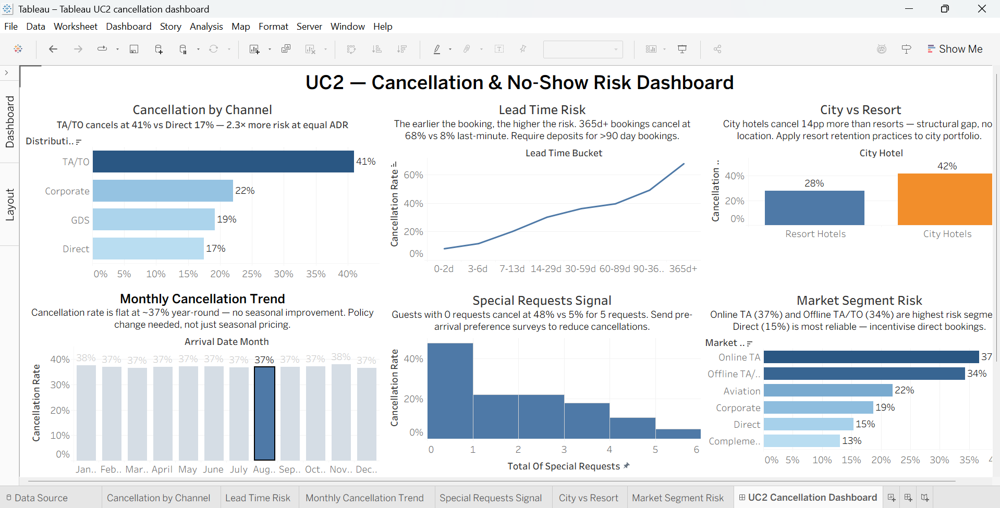 Tableau – Tableau UC2 cancellation dashboard
File Data Worksheet Dashboard Story Analysis Map Format Server Window Help
Show Me
Dashboard
Layout
UC2 — Cancellation & No-Show Risk Dashboard
Cancellation by Channel
TA/TO cancels at 41% vs Direct 17% — 2.3× more risk at equal ADR
Distributi..
TA/TO 41%
Corporate 22%
GDS 19%
Direct 17%
0% 5% 10% 15% 20% 25% 30% 35% 40%
Lead Time Risk
The earlier the booking, the higher the risk. 365d+ bookings cancel at
68% vs 8% last-minute. Require deposits for >90 day bookings.
Lead Time Bucket
Cancellation Rate
60%
40%
20%
0%
0-2d 3-6d 7-13d 14-29d 30-59d 60-89d 90-36.. 365d+
City vs Resort
City hotels cancel 14pp more than resorts — structural gap, no
location. Apply resort retention practices to city portfolio.
City Hotel
Cancellation ..
40%
20%
0%
28%
42%
Resort Hotels City Hotels
Monthly Cancellation Trend
Cancellation rate is flat at ~37% year-round — no seasonal improvement. Policy
change needed, not just seasonal pricing.
Arrival Date Month
Cancellation Rate
40%
30%
20%
10%
0%
38% 37% 37% 37% 37% 37% 37% 37% 37% 37% 38% 37%
Jan.. Feb.. Mar.. April May June July Aug.. Sep.. Oct.. Nov.. Dec..
Special Requests Signal
Guests with 0 requests cancel at 48% vs 5% for 5 requests. Send pre-
arrival preference surveys to reduce cancellations.
Cancellation Rate
40%
20%
0%
0 1 2 3 4 5 6
Total Of Special Requests
Market Segment Risk
Online TA (37%) and Offline TA/TO (34%) are highest risk segme
Direct (15%) is most reliable — incentivise direct bookings.
Market ..
Online TA 37
Offline TA/.. 34%
Aviation 22%
Corporate 19%
Direct 15%
Compleme.. 13%
0% 5% 10% 15% 20% 25% 30% 35%
Data Source Cancellation by Channel Lead Time Risk Monthly Cancellation Trend Special Requests Signal City vs Resort Market Segment Risk UC2 Cancellation Dashboard